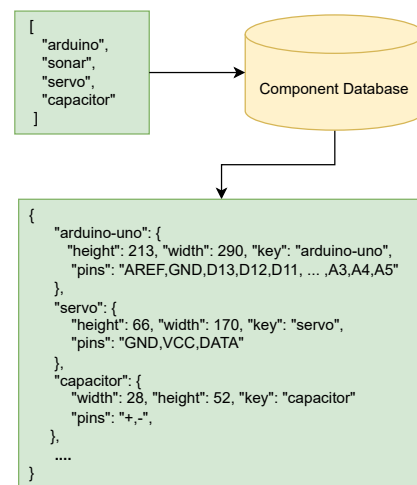 [
"arduino",
"sonar",
"servo",
"capacitor"
]
Component Database
{
"arduino-uno": {
"height": 213, "width": 290, "key": "arduino-uno",
"pins": "AREF,GND,D13,D12,D11, ... ,A3,A4,A5"
},
"servo": {
"height": 66, "width": 170, "key": "servo",
"pins": "GND,VCC,DATA"
},
"capacitor": {
"width": 28, "height": 52, "key": "capacitor"
"pins": "+,-",
},
....
}